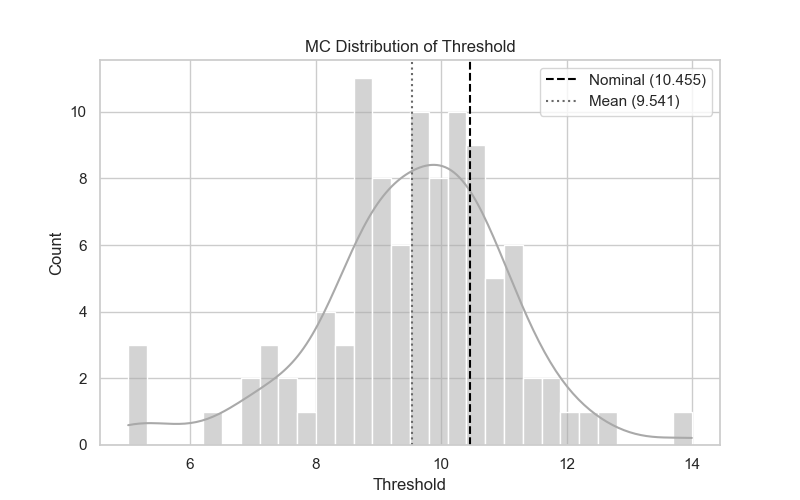 MC Distribution of Threshold
Nominal (10.455)
Mean (9.541)
Count
10
8
6
4
2
0
6 8 10 12 14
Threshold